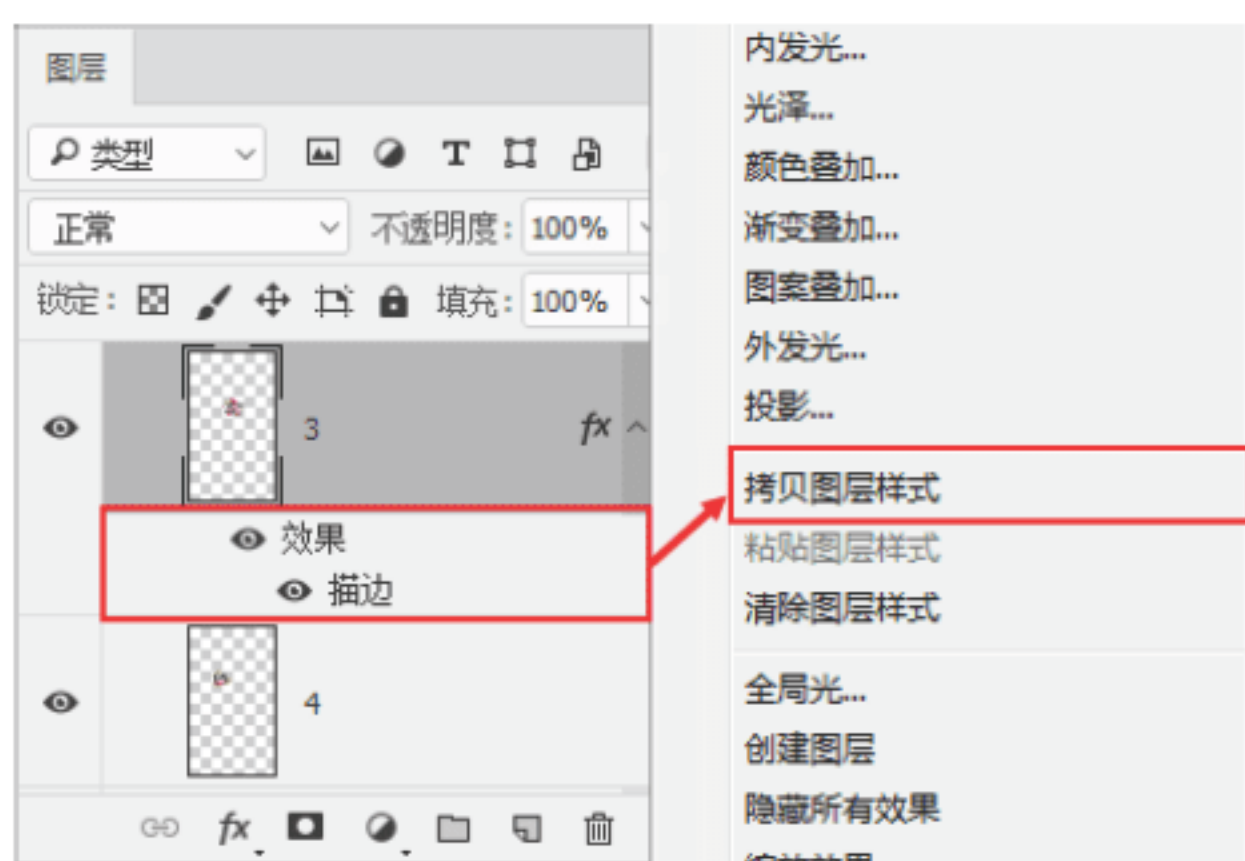 图层
类型
正常 不透明度: 100%
锁定: 填充: 100%
3 fx
效果
描边
4
fx
内发光...
光泽...
颜色叠加...
渐变叠加...
图案叠加...
外发光...
投影...
拷贝图层样式
粘贴图层样式
清除图层样式
全局光...
创建图层
隐藏所有效果